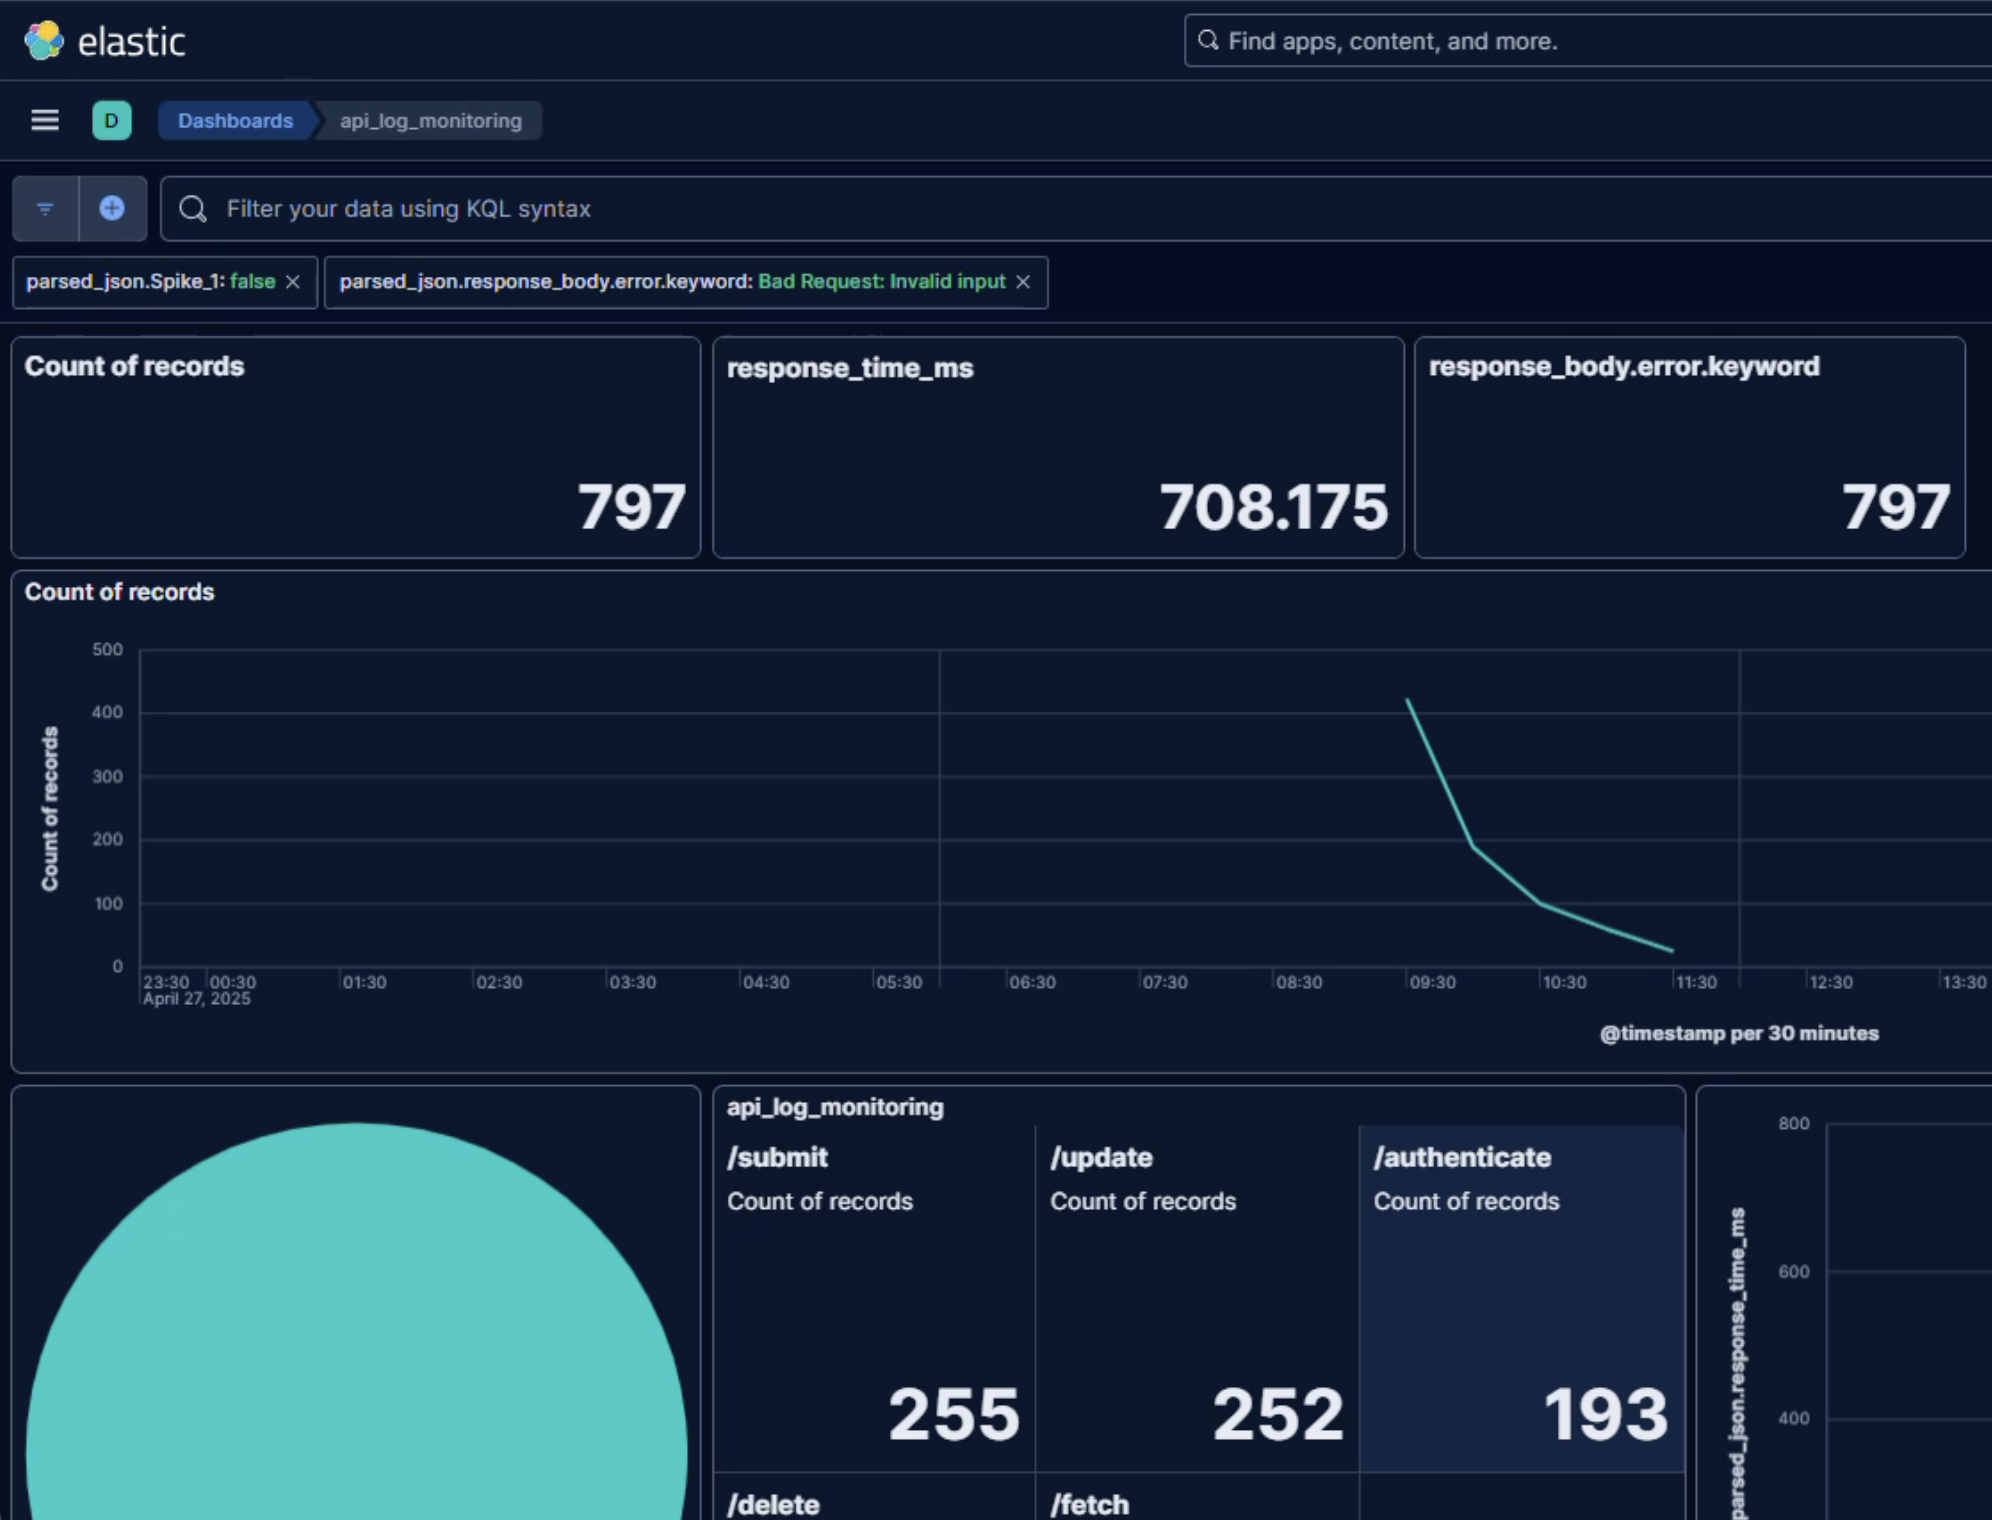 elastic
Find apps, content, and more.
D
Dashboards
api_log_monitoring
Filter your data using KQL syntax
parsed_json.Spike_1: false
parsed_json.response_body.error.keyword: Bad Request: Invalid input
Count of records
797
response_time_ms
708.175
response_body.error.keyword
797
Count of records
Count of records
500
400
300
200
100
0
23:30 00:30 01:30 02:30 03:30 04:30 05:30 06:30 07:30 08:30 09:30 10:30 11:30 12:30 13:30
April 27, 2025
@timestamp per 30 minutes
api_log_monitoring
/submit
Count of records
255
/update
Count of records
252
/authenticate
Count of records
193
/delete
/fetch
parsed_json.response_time_ms
800
600
400